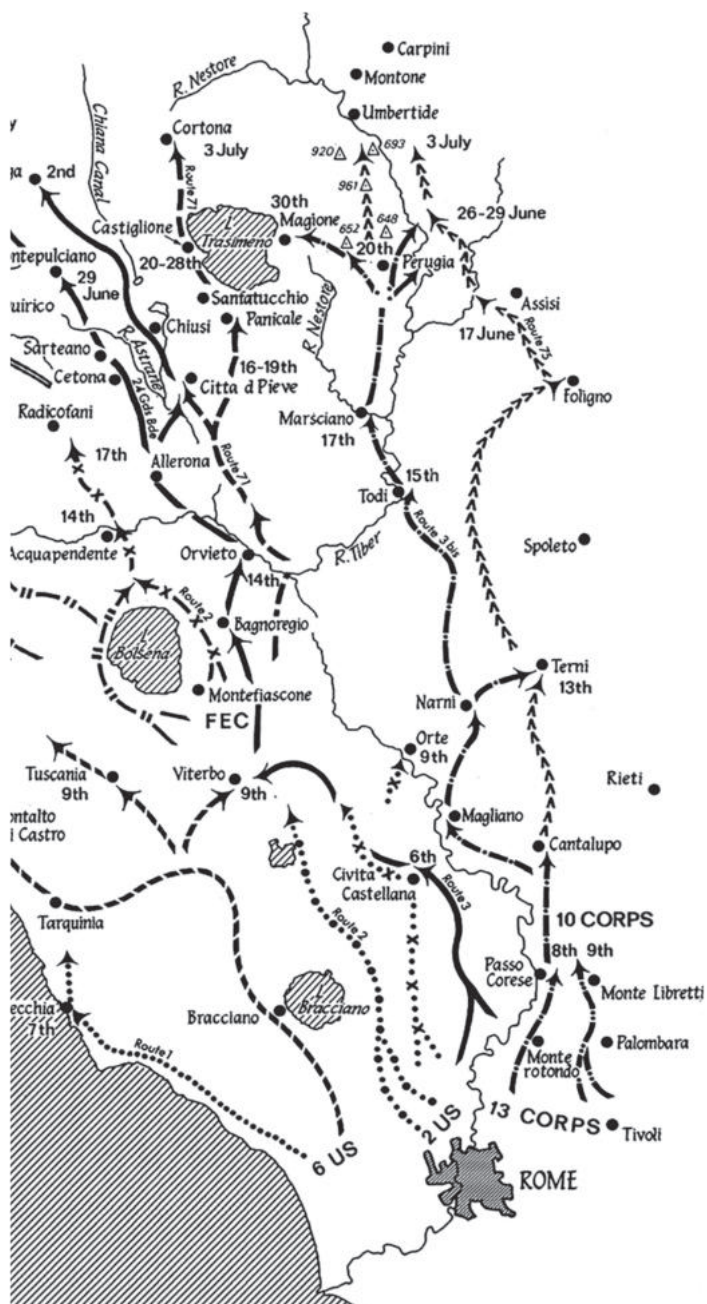 Carpini
R. Nestore
Montone
Umbertide
Chiana Canal
Cortona
3 July
920
693
3 July
y
ga
2nd
Route 71
961
30th
Magione
652
648
26-29 June
Castiglione
L
Trasimeno
20th
Perugia
ntepulciano
20-28th
29
June
Santatucchio
Assisi
uirico
Chiusi
Panicale
R. Nestore
17 June
Route 75
R. Astrane
Sarteano
Cetona
16-19th
Citta d Pieve
Foligno
24 Gds Bde
Radicofani
Marsciano
17th
17th
Allerona
Route 71
15th
Todi
14th
Route 3 bis
Acquapendente
Orvieto
R. Tiber
Spoleto
14th
Route 2
Bagnoregio
L
Bolsena
Terni
13th
Montefiascone
Narni
FEC
Orte
9th
Tuscania
9th
Viterbo
9th
Rieti
ontalto
i Castro
Magliano
Cantalupo
6th
Civita
Castellana
Route 3
Tarquinia
Route 2
10 CORPS
8th
9th
Passo
Corese
Monte Libretti
ecchia
7th
Bracciano
L
Bracciano
Route 1
Monte
rotondo
Palombara
6 US
2 US
13 CORPS
Tivoli
ROME